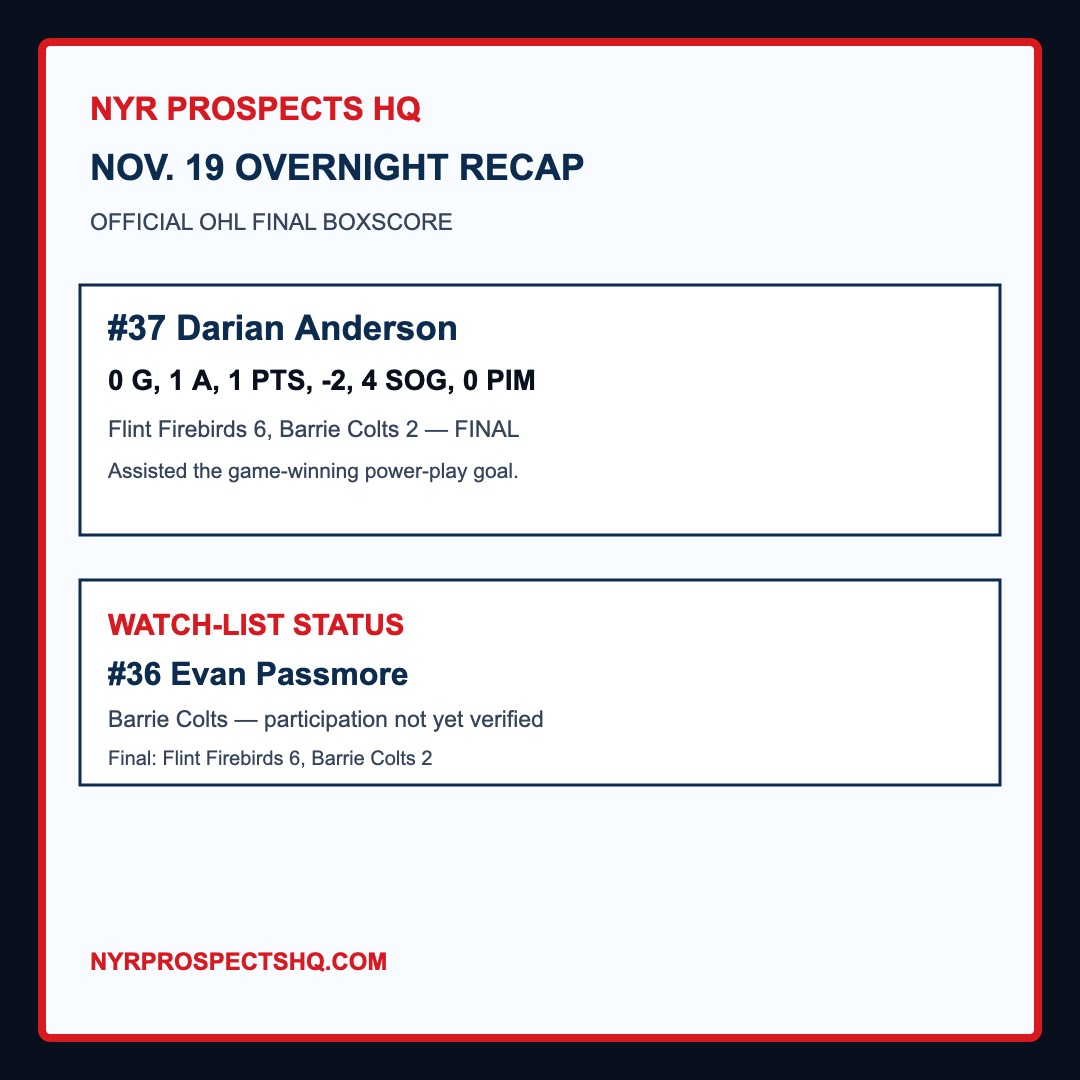 NYR PROSPECTS HQ
NOV. 19 OVERNIGHT RECAP
OFFICIAL OHL FINAL BOXSCORE
#37 Darian Anderson
0 G, 1 A, 1 PTS, -2, 4 SOG, 0 PIM
Flint Firebirds 6, Barrie Colts 2 — FINAL
Assisted the game-winning power-play goal.
WATCH-LIST STATUS
#36 Evan Passmore
Barrie Colts — participation not yet verified
Final: Flint Firebirds 6, Barrie Colts 2
NYRPROSPECTSHQ.COM